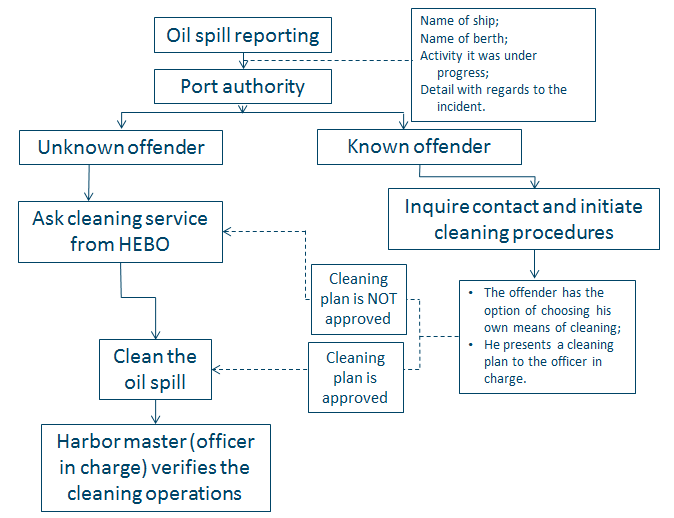 Oil spill reporting
Name of ship;
Name of berth;
Activity it was under
progress;
Detail with regards to the
incident.
Port authority
Unknown offender
Known offender
Ask cleaning service
from HEBO
Inquire contact and initiate
cleaning procedures
Cleaning
plan is NOT
approved
• The offender has the
option of choosing his
own means of cleaning;
• He presents a cleaning
plan to the officer in
charge.
Clean the
oil spill
Cleaning
plan is
approved
Harbor master (officer
in charge) verifies the
cleaning operations